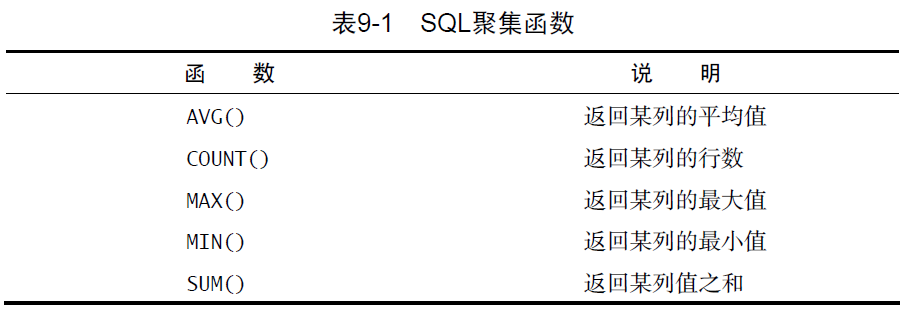 表9-1 SQL聚集函数
函 数 说 明
AVG() 返回某列的平均值
COUNT() 返回某列的行数
MAX() 返回某列的最大值
MIN() 返回某列的最小值
SUM() 返回某列值之和